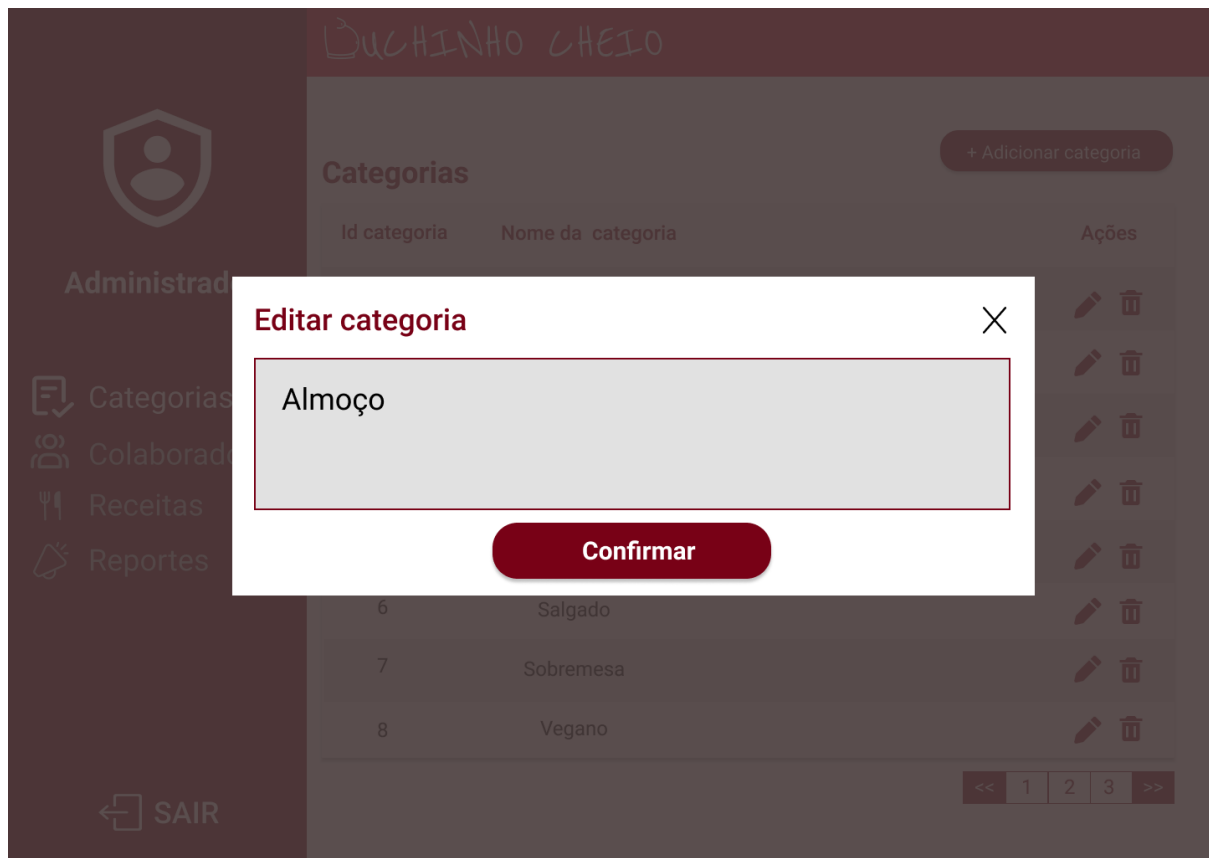 BUCHINHO CHEIO
+ Adicionar categoria
Categorias
Id categoria Nome da categoria Ações
Administrad
Editar categoria
Almoço
Confirmar
Categorias
Colaborad
Receitas
Reportes
6 Salgado
7 Sobremesa
8 Vegano
<< 1 2 3 >>
SAIR